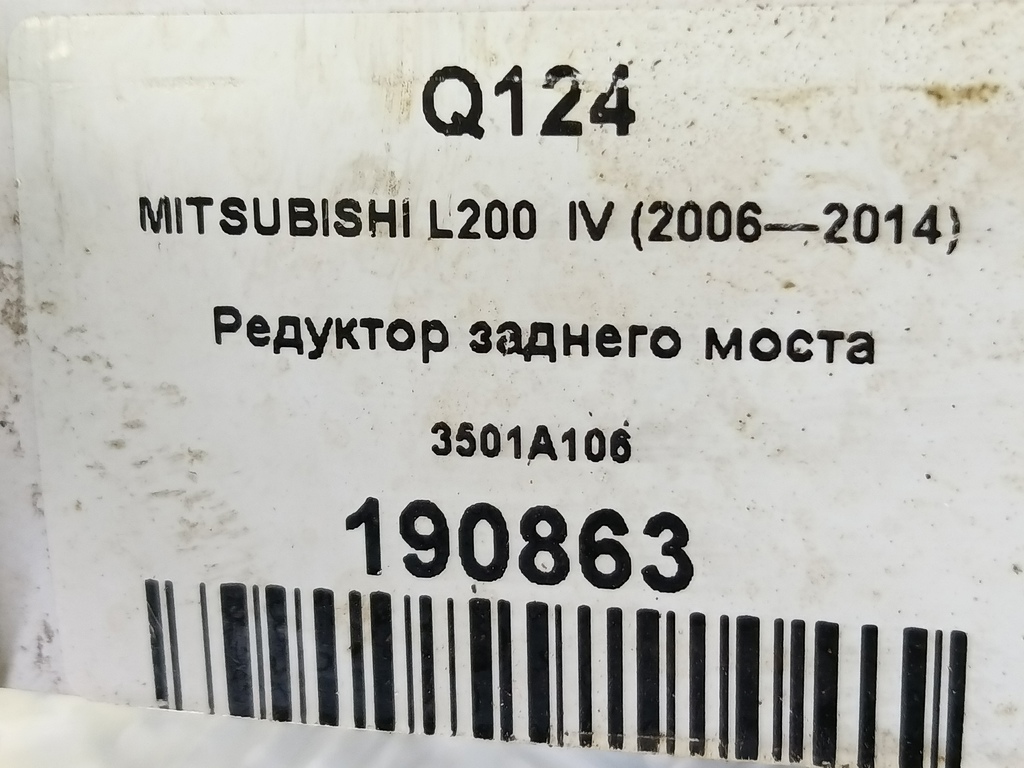 Q124
MITSUBISHI L200 IV (2006—2014)
Редуктор заднего моста
3501A106
190863